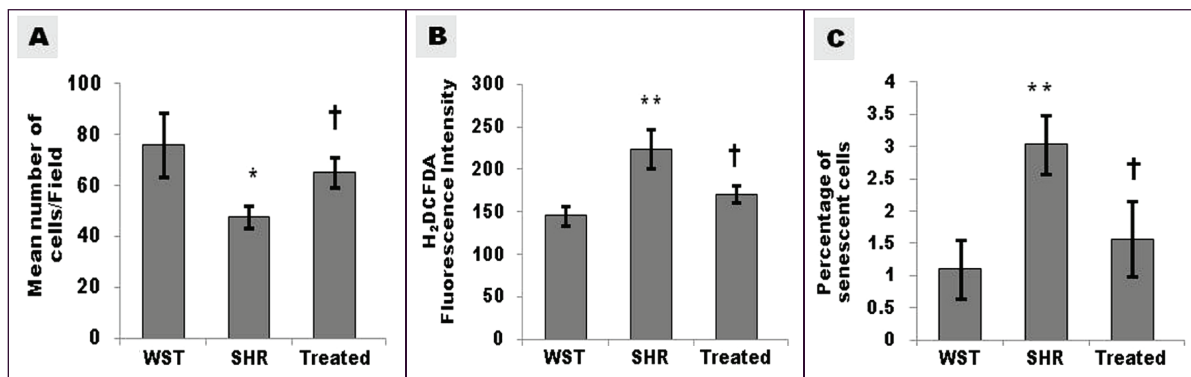 A
Mean number of
cells/Field
100
80
60
40
20
0
*
†
WST SHR Treated
B
H₂DCFDA
Fluorescence Intensity
300
250
200
150
100
50
0
**
†
WST SHR Treated
C
Percentage of
senescent cells
4
3.5
3
2.5
2
1.5
1
0.5
0
**
†
WST SHR Treated